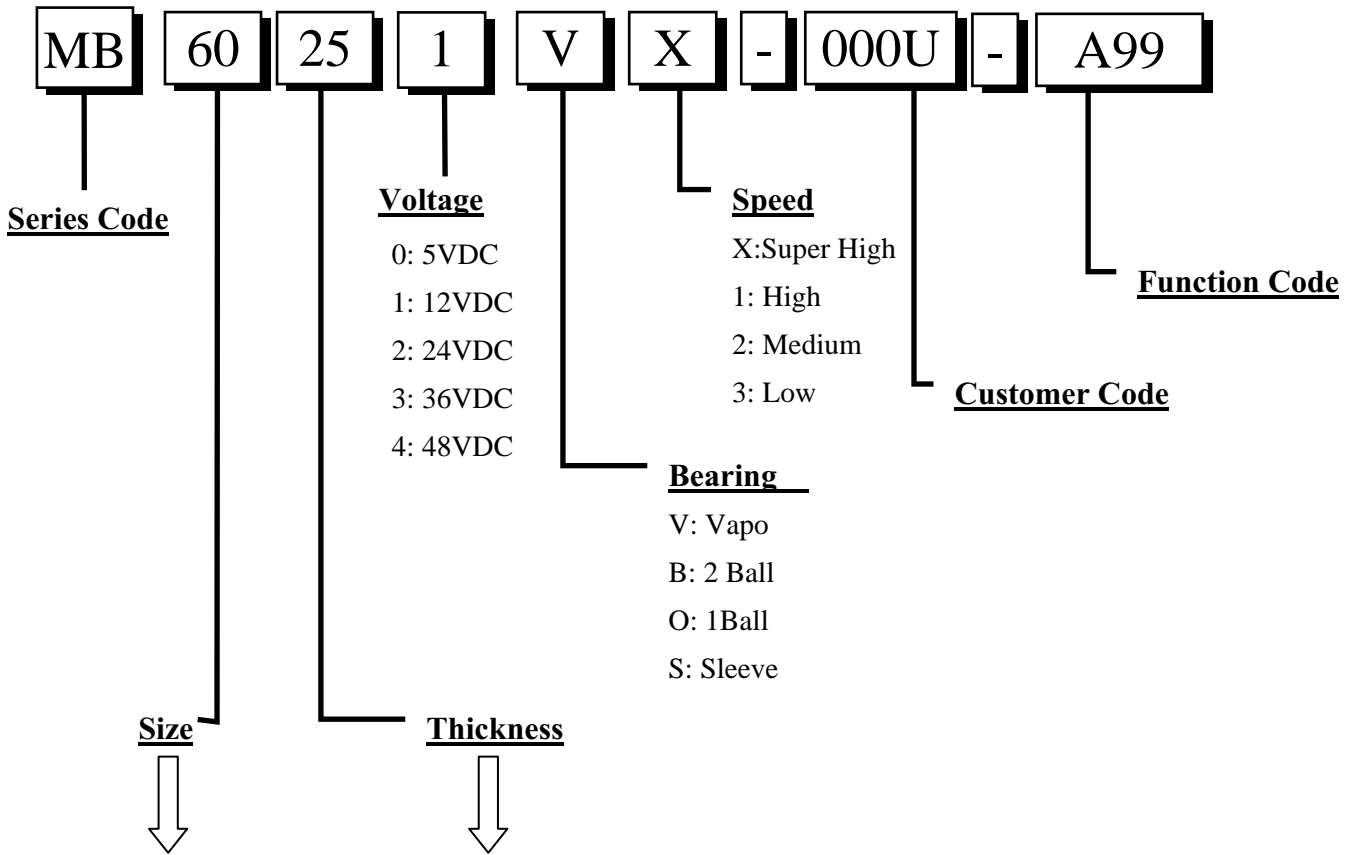 MB 60 25 1 V X - 000U - A99
Series Code
Voltage
0: 5VDC
1: 12VDC
2: 24VDC
3: 36VDC
4: 48VDC
Speed
X:Super High
1: High
2: Medium
3: Low
Function Code
Customer Code
Bearing
V: Vapo
B: 2 Ball
O: 1Ball
S: Sleeve
Size
Thickness